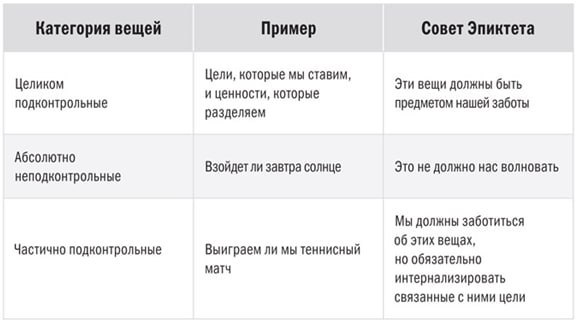 Категория вещей
Пример
Совет Эпиктета
Целиком
подконтрольные
Цели, которые мы ставим,
и ценности, которые
разделяем
Эти вещи должны быть
предметом нашей заботы
Абсолютно
неподконтрольные
Взойдет ли завтра солнце
Это не должно нас волновать
Частично подконтрольные
Выиграем ли мы теннисный
матч
Мы должны заботиться
об этих вещах,
но обязательно
интернализировать
связанные с ними цели